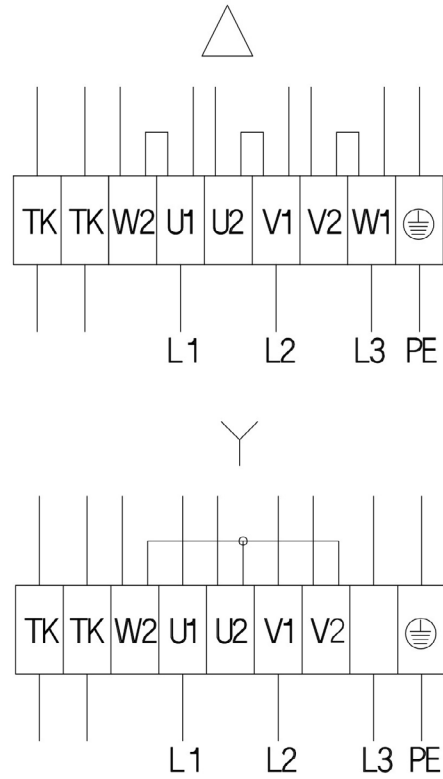 TK TK W2 U1 U2 V1 V2 W1
L1 L2 L3 PE
TK TK W2 U1 U2 V1 V2
L1 L2 L3 PE